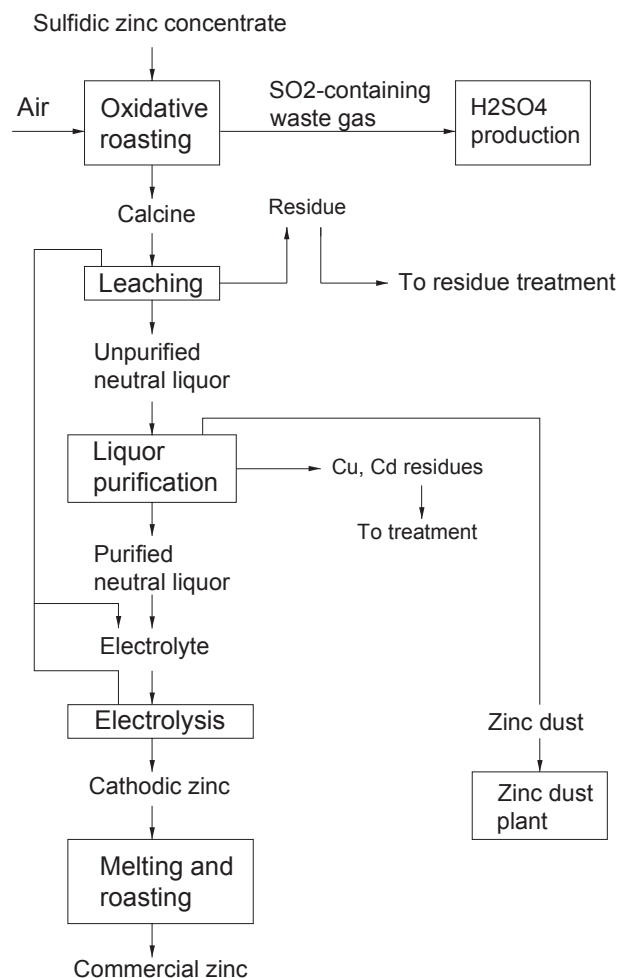 Sulfidic zinc concentrate
Air
Oxidative
roasting
SO2-containing
waste gas
H2SO4
production
Calcine
Residue
Leaching
To residue treatment
Unpurified
neutral liquor
Liquor
purification
Cu, Cd residues
To treatment
Purified
neutral liquor
Electrolyte
Electrolysis
Zinc dust
Cathodic zinc
Zinc dust
plant
Melting and
roasting
Commercial zinc